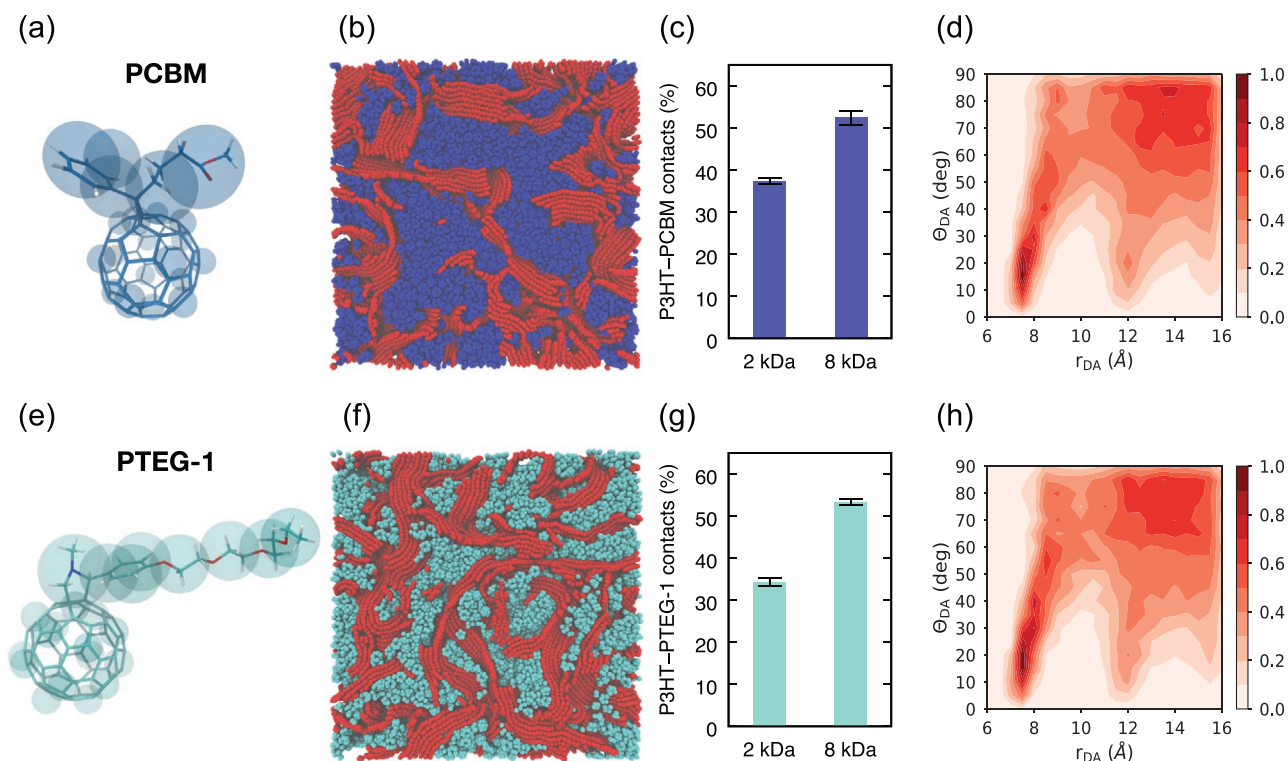 (a)
PCBM
(b)
(c)
P3HT–PCBM contacts (%)
60
50
40
30
20
10
0
2 kDa 8 kDa
(d)
Θ_DA (deg)
90
80
70
60
50
40
30
20
10
0
6 8 10 12 14 16
r_DA (Å)
1.0
0.8
0.6
0.4
0.2
0.0
(e)
PTEG-1
(f)
(g)
P3HT–PTEG-1 contacts (%)
60
50
40
30
20
10
0
2 kDa 8 kDa
(h)
Θ_DA (deg)
90
80
70
60
50
40
30
20
10
0
6 8 10 12 14 16
r_DA (Å)
1.0
0.8
0.6
0.4
0.2
0.0